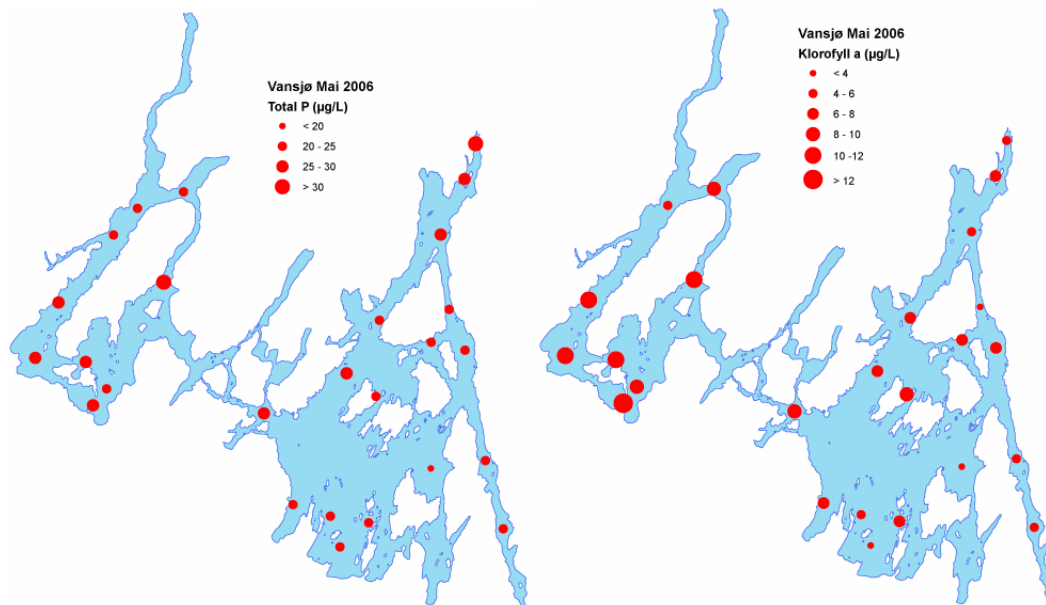 Vansjø Mai 2006
Total P (µg/L)
< 20
20 - 25
25 - 30
> 30
Vansjø Mai 2006
Klorofyll a (µg/L)
< 4
4 - 6
6 - 8
8 - 10
10 -12
> 12